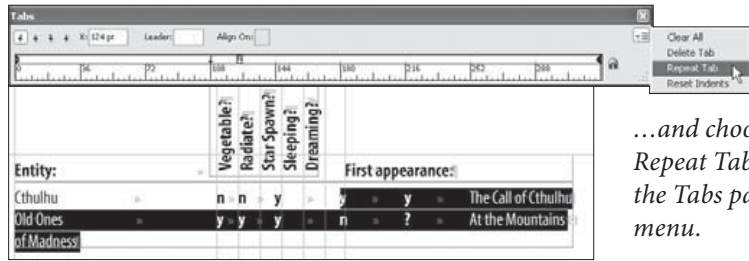 Tabs
X: 124 pt Leader: Align On:
0 36 72 108 144 180 216 252 288
Clear All
Delete Tab
Repeat Tab
Reset Indents
Vegetable?
Radiate?
Star Spawn?
Sleeping?
Dreaming?
Entity: » First appearance:
Cthulhu » n » n » y » y » y » The Call of Cthulhu
Old Ones » y » y » y » n » ? » At the Mountains
of Madness
…and choo
Repeat Tab
the Tabs pa
menu.